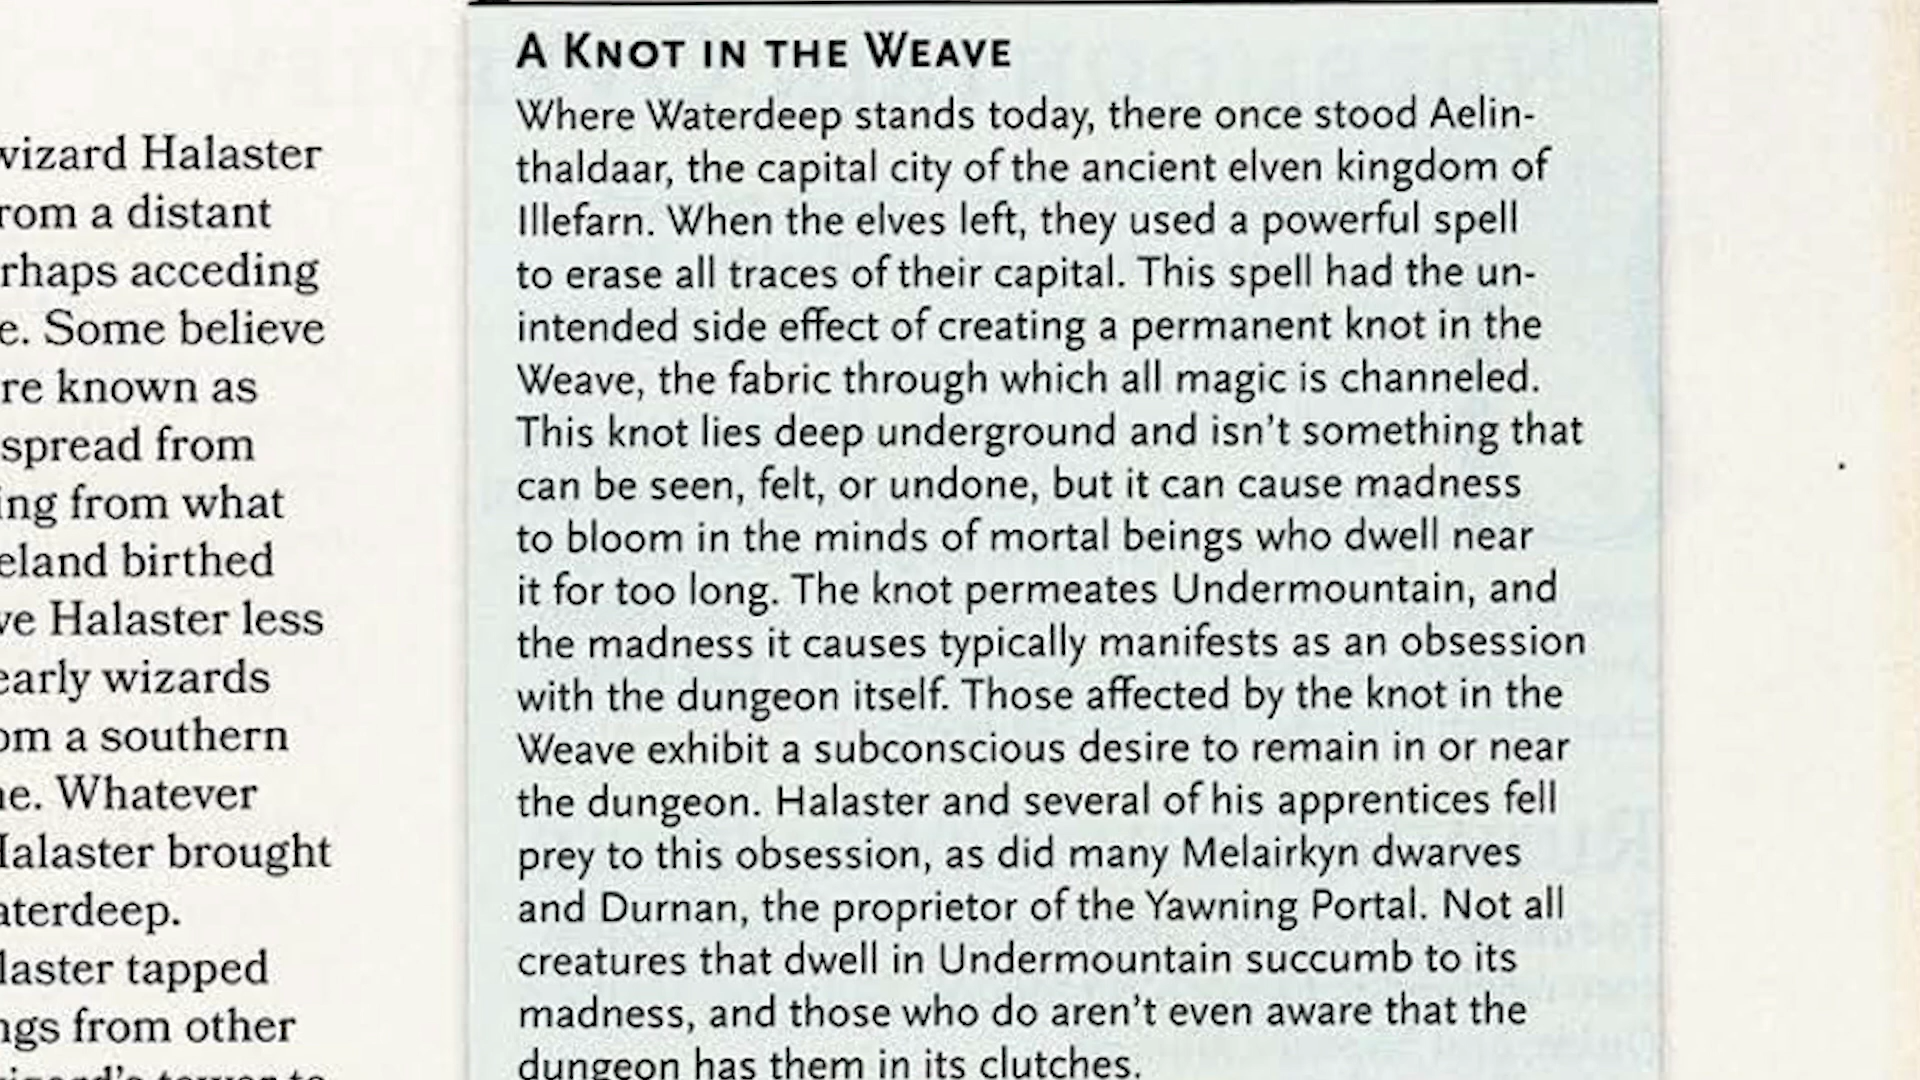 wizard Halaster
rom a distant
rhaps acceding
e. Some believe
re known as
spread from
ing from what
eland birthed
ve Halaster less
early wizards
om a southern
ne. Whatever
Halaster brought
aterdeep.
laster tapped
ngs from other
wizard's tower to
A KNOT IN THE WEAVE
Where Waterdeep stands today, there once stood Aelin-
thaldaar, the capital city of the ancient elven kingdom of
Illefarn. When the elves left, they used a powerful spell
to erase all traces of their capital. This spell had the un-
intended side effect of creating a permanent knot in the
Weave, the fabric through which all magic is channeled.
This knot lies deep underground and isn't something that
can be seen, felt, or undone, but it can cause madness
to bloom in the minds of mortal beings who dwell near
it for too long. The knot permeates Undermountain, and
the madness it causes typically manifests as an obsession
with the dungeon itself. Those affected by the knot in the
Weave exhibit a subconscious desire to remain in or near
the dungeon. Halaster and several of his apprentices fell
prey to this obsession, as did many Melairkyn dwarves
and Durnan, the proprietor of the Yawning Portal. Not all
creatures that dwell in Undermountain succumb to its
madness, and those who do aren't even aware that the
dungeon has them in its clutches.